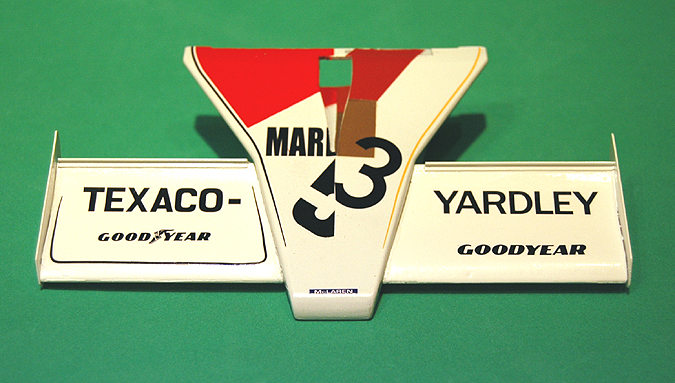 MARL
3
TEXACO-
GOODYEAR
YARDLEY
GOODYEAR
McLAREN